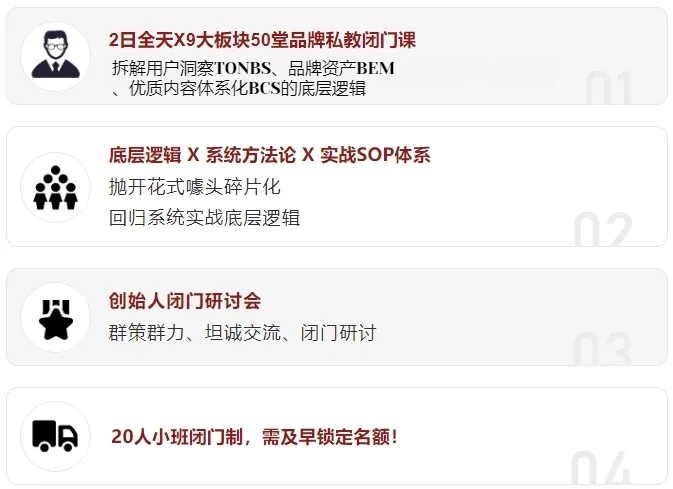 2日全天X9大板块50堂品牌私教闭门课
拆解用户洞察TONBS、品牌资产BEM
、优质内容体系化BCS的底层逻辑
01
底层逻辑 X 系统方法论 X 实战SOP体系
抛开花式噱头碎片化
回归系统实战底层逻辑
02
创始人闭门研讨会
群策群力、坦诚交流、闭门研讨
03
20人小班闭门制，需及早锁定名额！
04